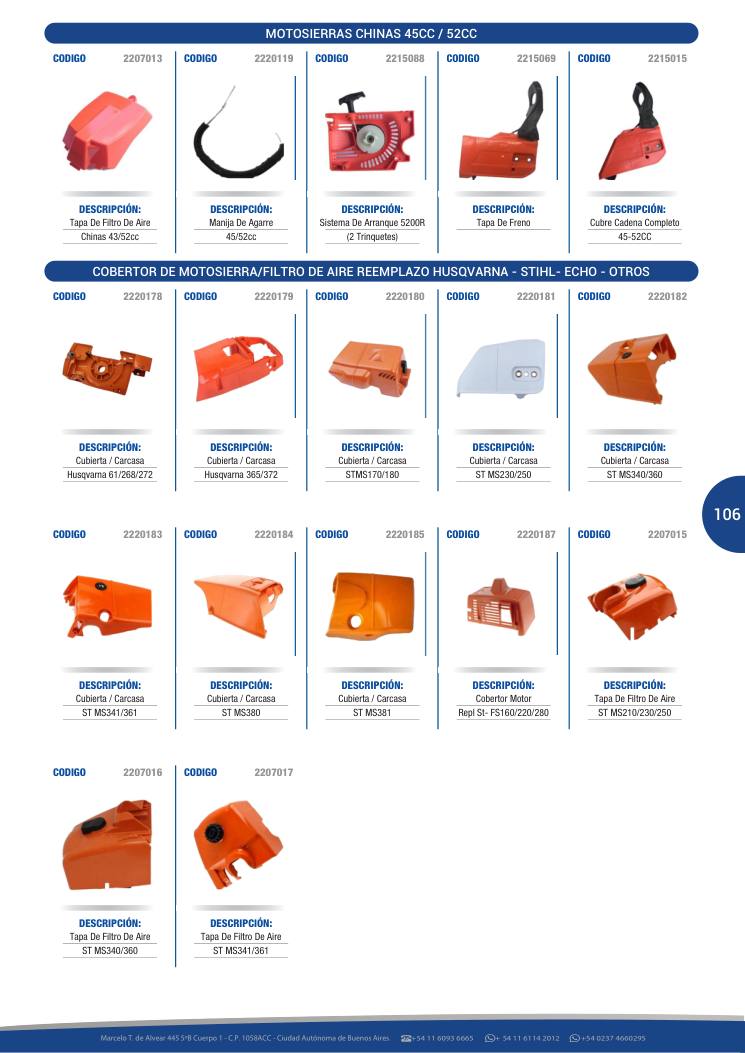 MOTOSIERRAS CHINAS 45CC / 52CC
CODIGO 2207013
DESCRIPCIÓN:
Tapa De Filtro De Aire
Chinas 43/52cc
CODIGO 2220119
DESCRIPCIÓN:
Manija De Agarre
45/52cc
CODIGO 2215088
DESCRIPCIÓN:
Sistema De Arranque 5200R
(2 Trinquetes)
CODIGO 2215069
DESCRIPCIÓN:
Tapa De Freno
CODIGO 2215015
DESCRIPCIÓN:
Cubre Cadena Completo
45-52CC
COBERTOR DE MOTOSIERRA/FILTRO DE AIRE REEMPLAZO HUSQVARNA - STIHL- ECHO - OTROS
CODIGO 2220178
DESCRIPCIÓN:
Cubierta / Carcasa
Husqvarna 61/268/272
CODIGO 2220179
DESCRIPCIÓN:
Cubierta / Carcasa
Husqvarna 365/372
CODIGO 2220180
DESCRIPCIÓN:
Cubierta / Carcasa
STMS170/180
CODIGO 2220181
DESCRIPCIÓN:
Cubierta / Carcasa
ST MS230/250
CODIGO 2220182
DESCRIPCIÓN:
Cubierta / Carcasa
ST MS340/360
106
CODIGO 2220183
DESCRIPCIÓN:
Cubierta / Carcasa
ST MS341/361
CODIGO 2220184
DESCRIPCIÓN:
Cubierta / Carcasa
ST MS380
CODIGO 2220185
DESCRIPCIÓN:
Cubierta / Carcasa
ST MS381
CODIGO 2220187
DESCRIPCIÓN:
Cobertor Motor
Repl St- FS160/220/280
CODIGO 2207015
DESCRIPCIÓN:
Tapa De Filtro De Aire
ST MS210/230/250
CODIGO 2207016
DESCRIPCIÓN:
Tapa De Filtro De Aire
ST MS340/360
CODIGO 2207017
DESCRIPCIÓN:
Tapa De Filtro De Aire
ST MS341/361
Marcelo T. de Alvear 445 5ºB Cuerpo 1 - C.P. 1058ACC - Ciudad Autónoma de Buenos Aires. +54 11 6093 6665 + 54 11 6114 2012 +54 0237 4660295